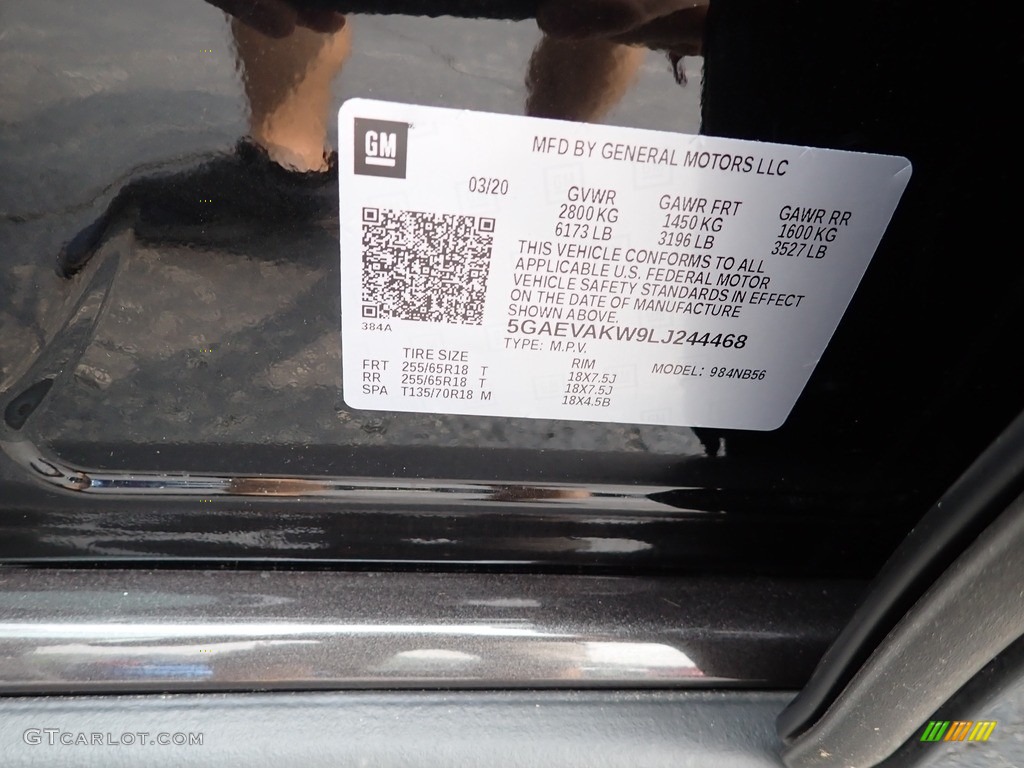 GM
MFD BY GENERAL MOTORS LLC
03/20
GVWR
2800 KG
6173 LB
GAWR FRT
1450 KG
3196 LB
GAWR RR
1600 KG
3527 LB
THIS VEHICLE CONFORMS TO ALL
APPLICABLE U.S. FEDERAL MOTOR
VEHICLE SAFETY STANDARDS IN EFFECT
ON THE DATE OF MANUFACTURE
SHOWN ABOVE.
384A
5GAEVAKW9LJ244468
TYPE: M.P.V.
MODEL: 984NB56
TIRE SIZE
RIM
FRT 255/65R18 T 18X7.5J
RR 255/65R18 T 18X7.5J
SPA T135/70R18 M 18X4.5B
GTCARLOT.COM